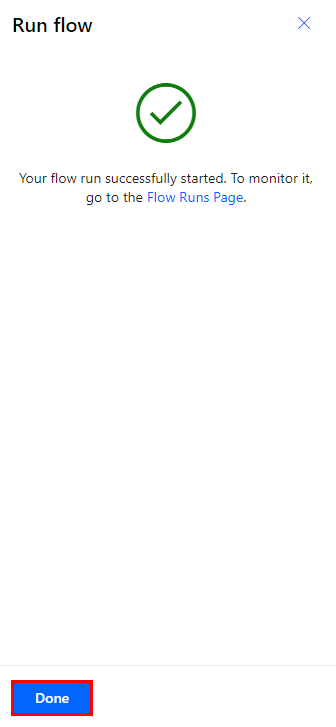 Run flow
Your flow run successfully started. To monitor it,
go to the Flow Runs Page.
Done